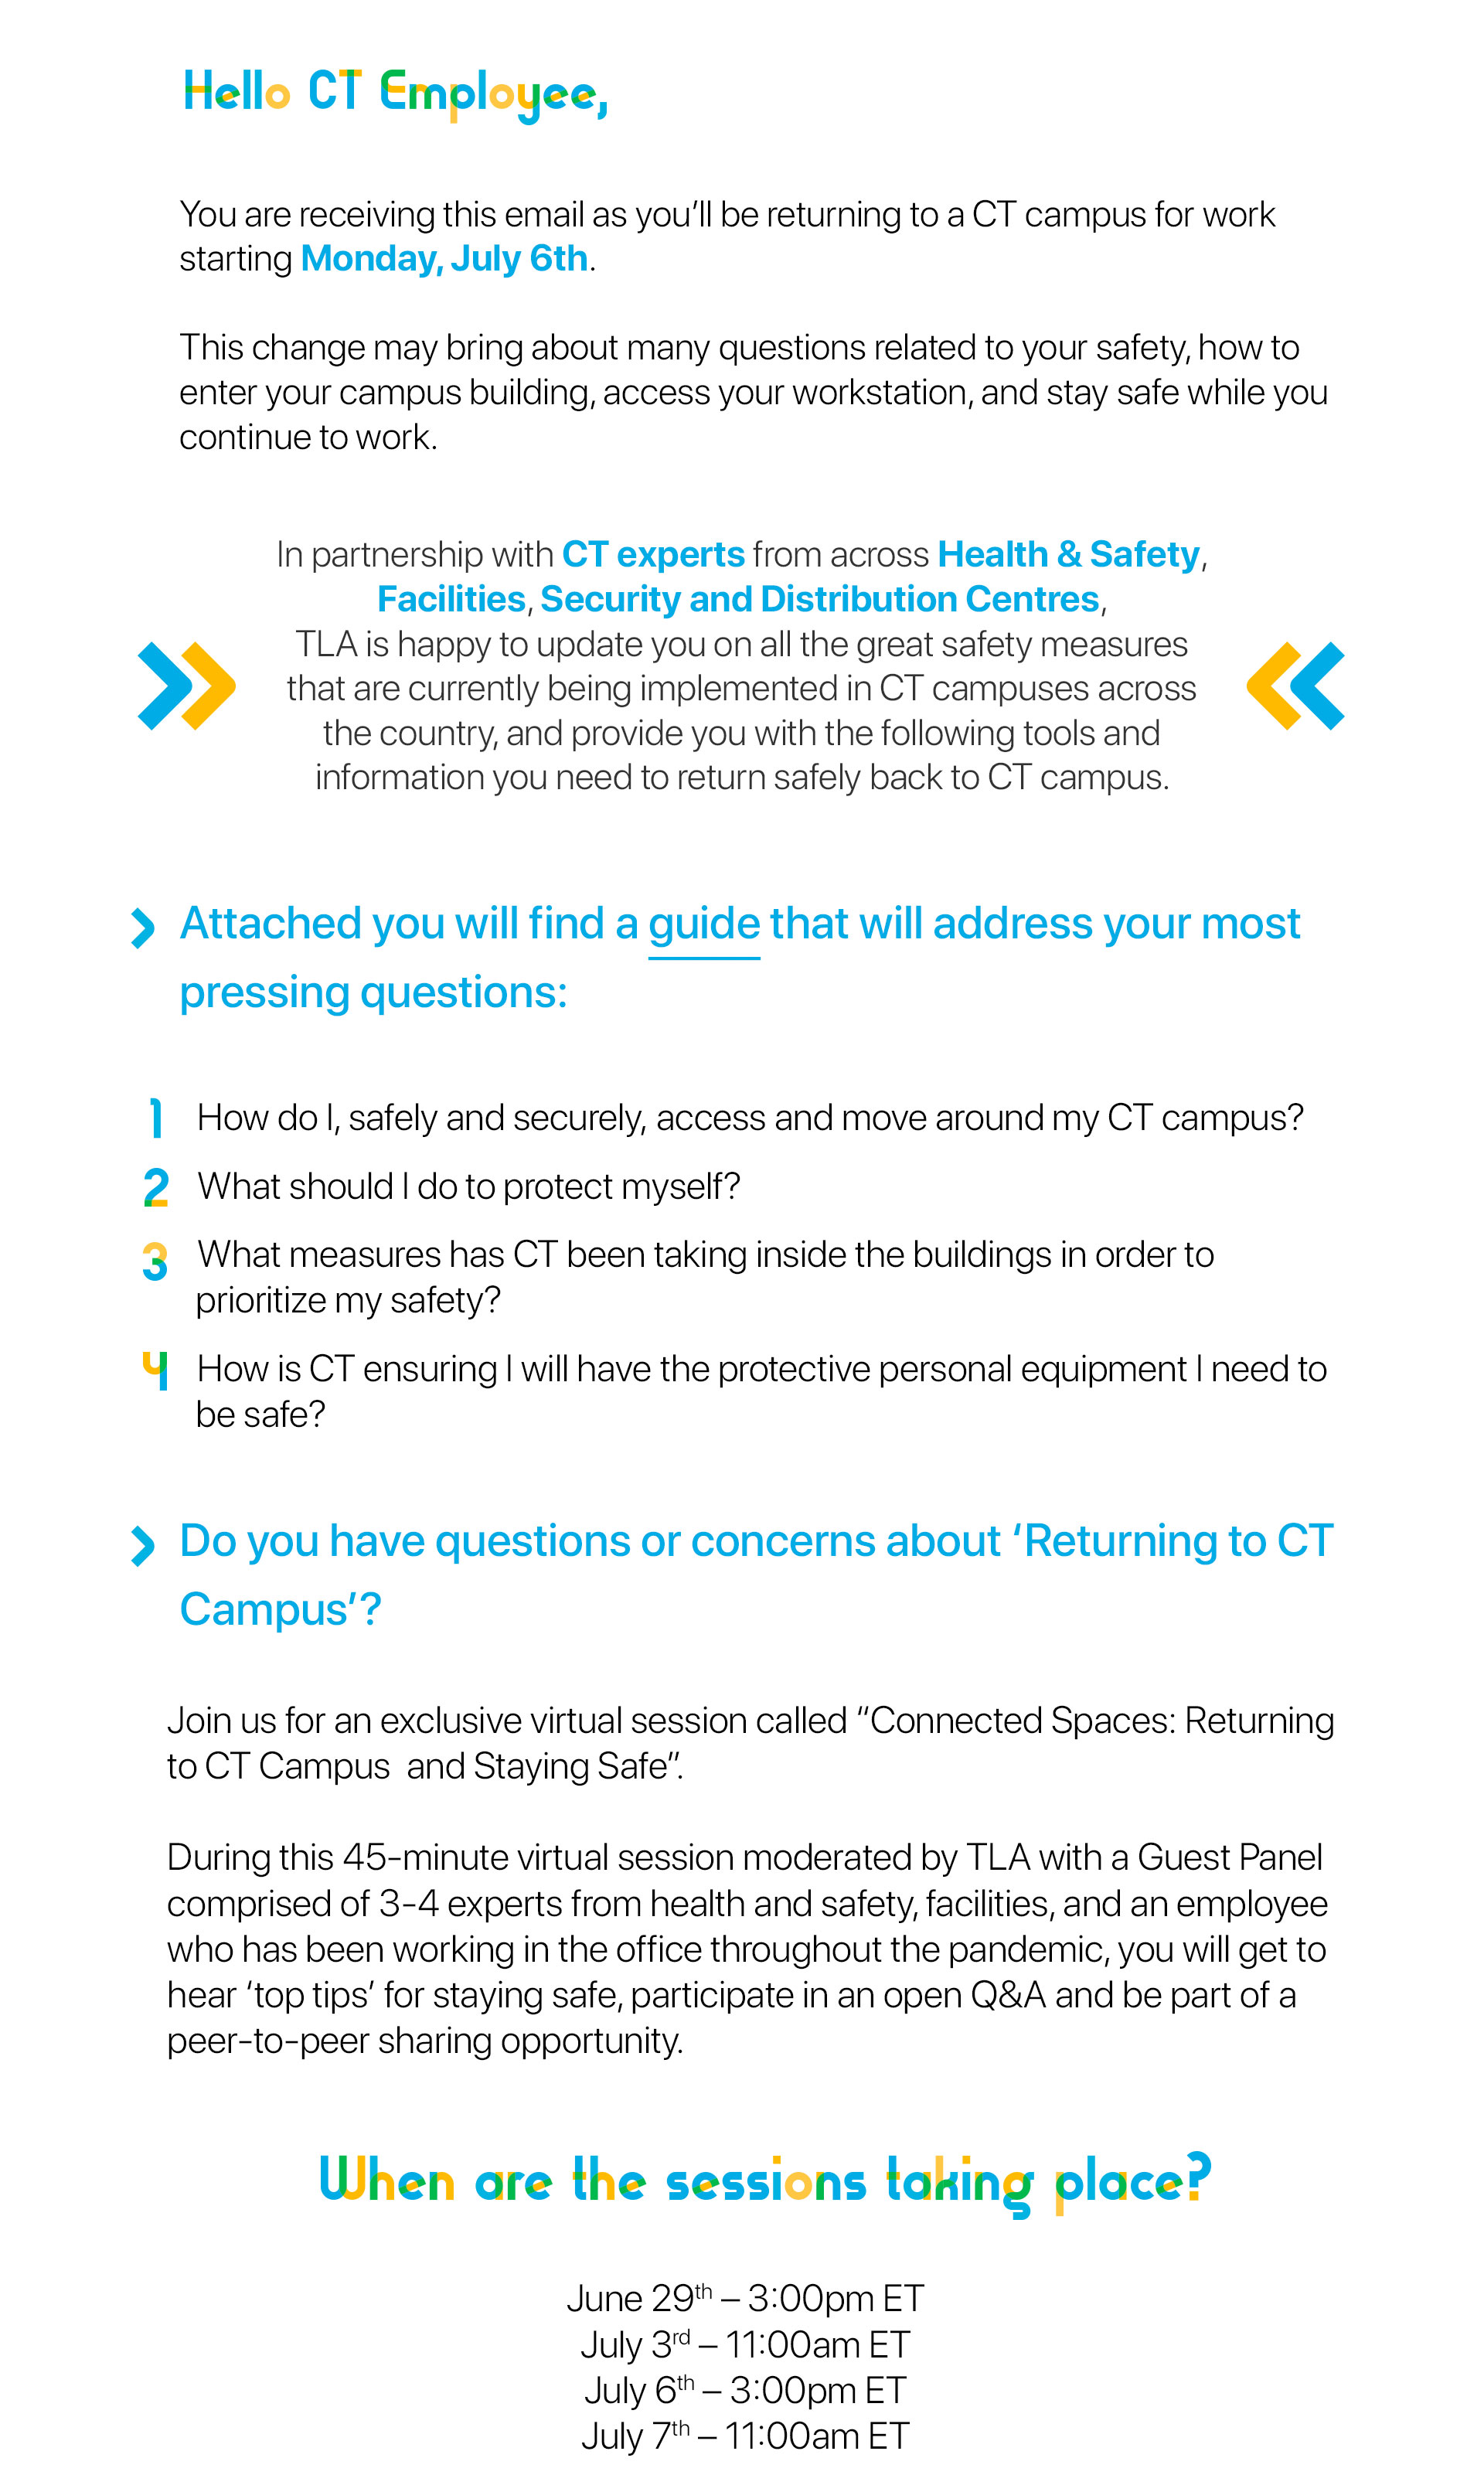 Hello CT Employee,
You are receiving this email as you’ll be returning to a CT campus for work
starting Monday, July 6th.
This change may bring about many questions related to your safety, how to
enter your campus building, access your workstation, and stay safe while you
continue to work.
In partnership with CT experts from across Health & Safety,
Facilities, Security and Distribution Centres,
TLA is happy to update you on all the great safety measures
that are currently being implemented in CT campuses across
the country, and provide you with the following tools and
information you need to return safely back to CT campus.
Attached you will find a guide that will address your most
pressing questions:
1 How do I, safely and securely, access and move around my CT campus?
2 What should I do to protect myself?
3 What measures has CT been taking inside the buildings in order to
prioritize my safety?
4 How is CT ensuring I will have the protective personal equipment I need to
be safe?
Do you have questions or concerns about ‘Returning to CT
Campus’?
Join us for an exclusive virtual session called “Connected Spaces: Returning
to CT Campus and Staying Safe”.
During this 45-minute virtual session moderated by TLA with a Guest Panel
comprised of 3-4 experts from health and safety, facilities, and an employee
who has been working in the office throughout the pandemic, you will get to
hear ‘top tips’ for staying safe, participate in an open Q&A and be part of a
peer-to-peer sharing opportunity.
When are the sessions taking place?
June 29th – 3:00pm ET
July 3rd – 11:00am ET
July 6th – 3:00pm ET
July 7th – 11:00am ET